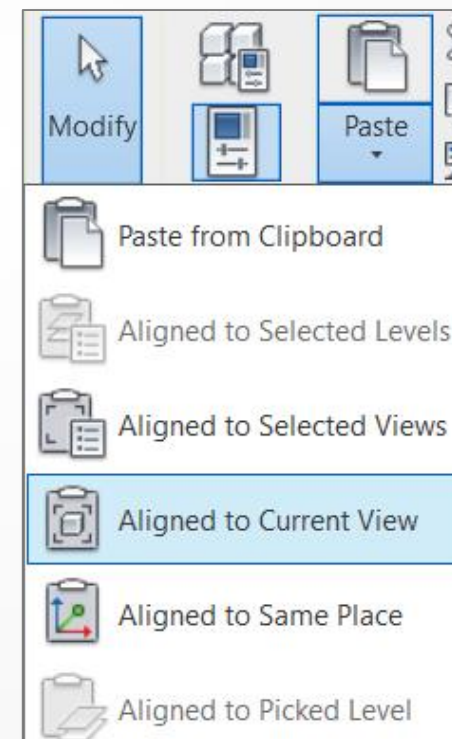 Modify
Paste
Paste from Clipboard
Aligned to Selected Levels
Aligned to Selected Views
Aligned to Current View
Aligned to Same Place
Aligned to Picked Level